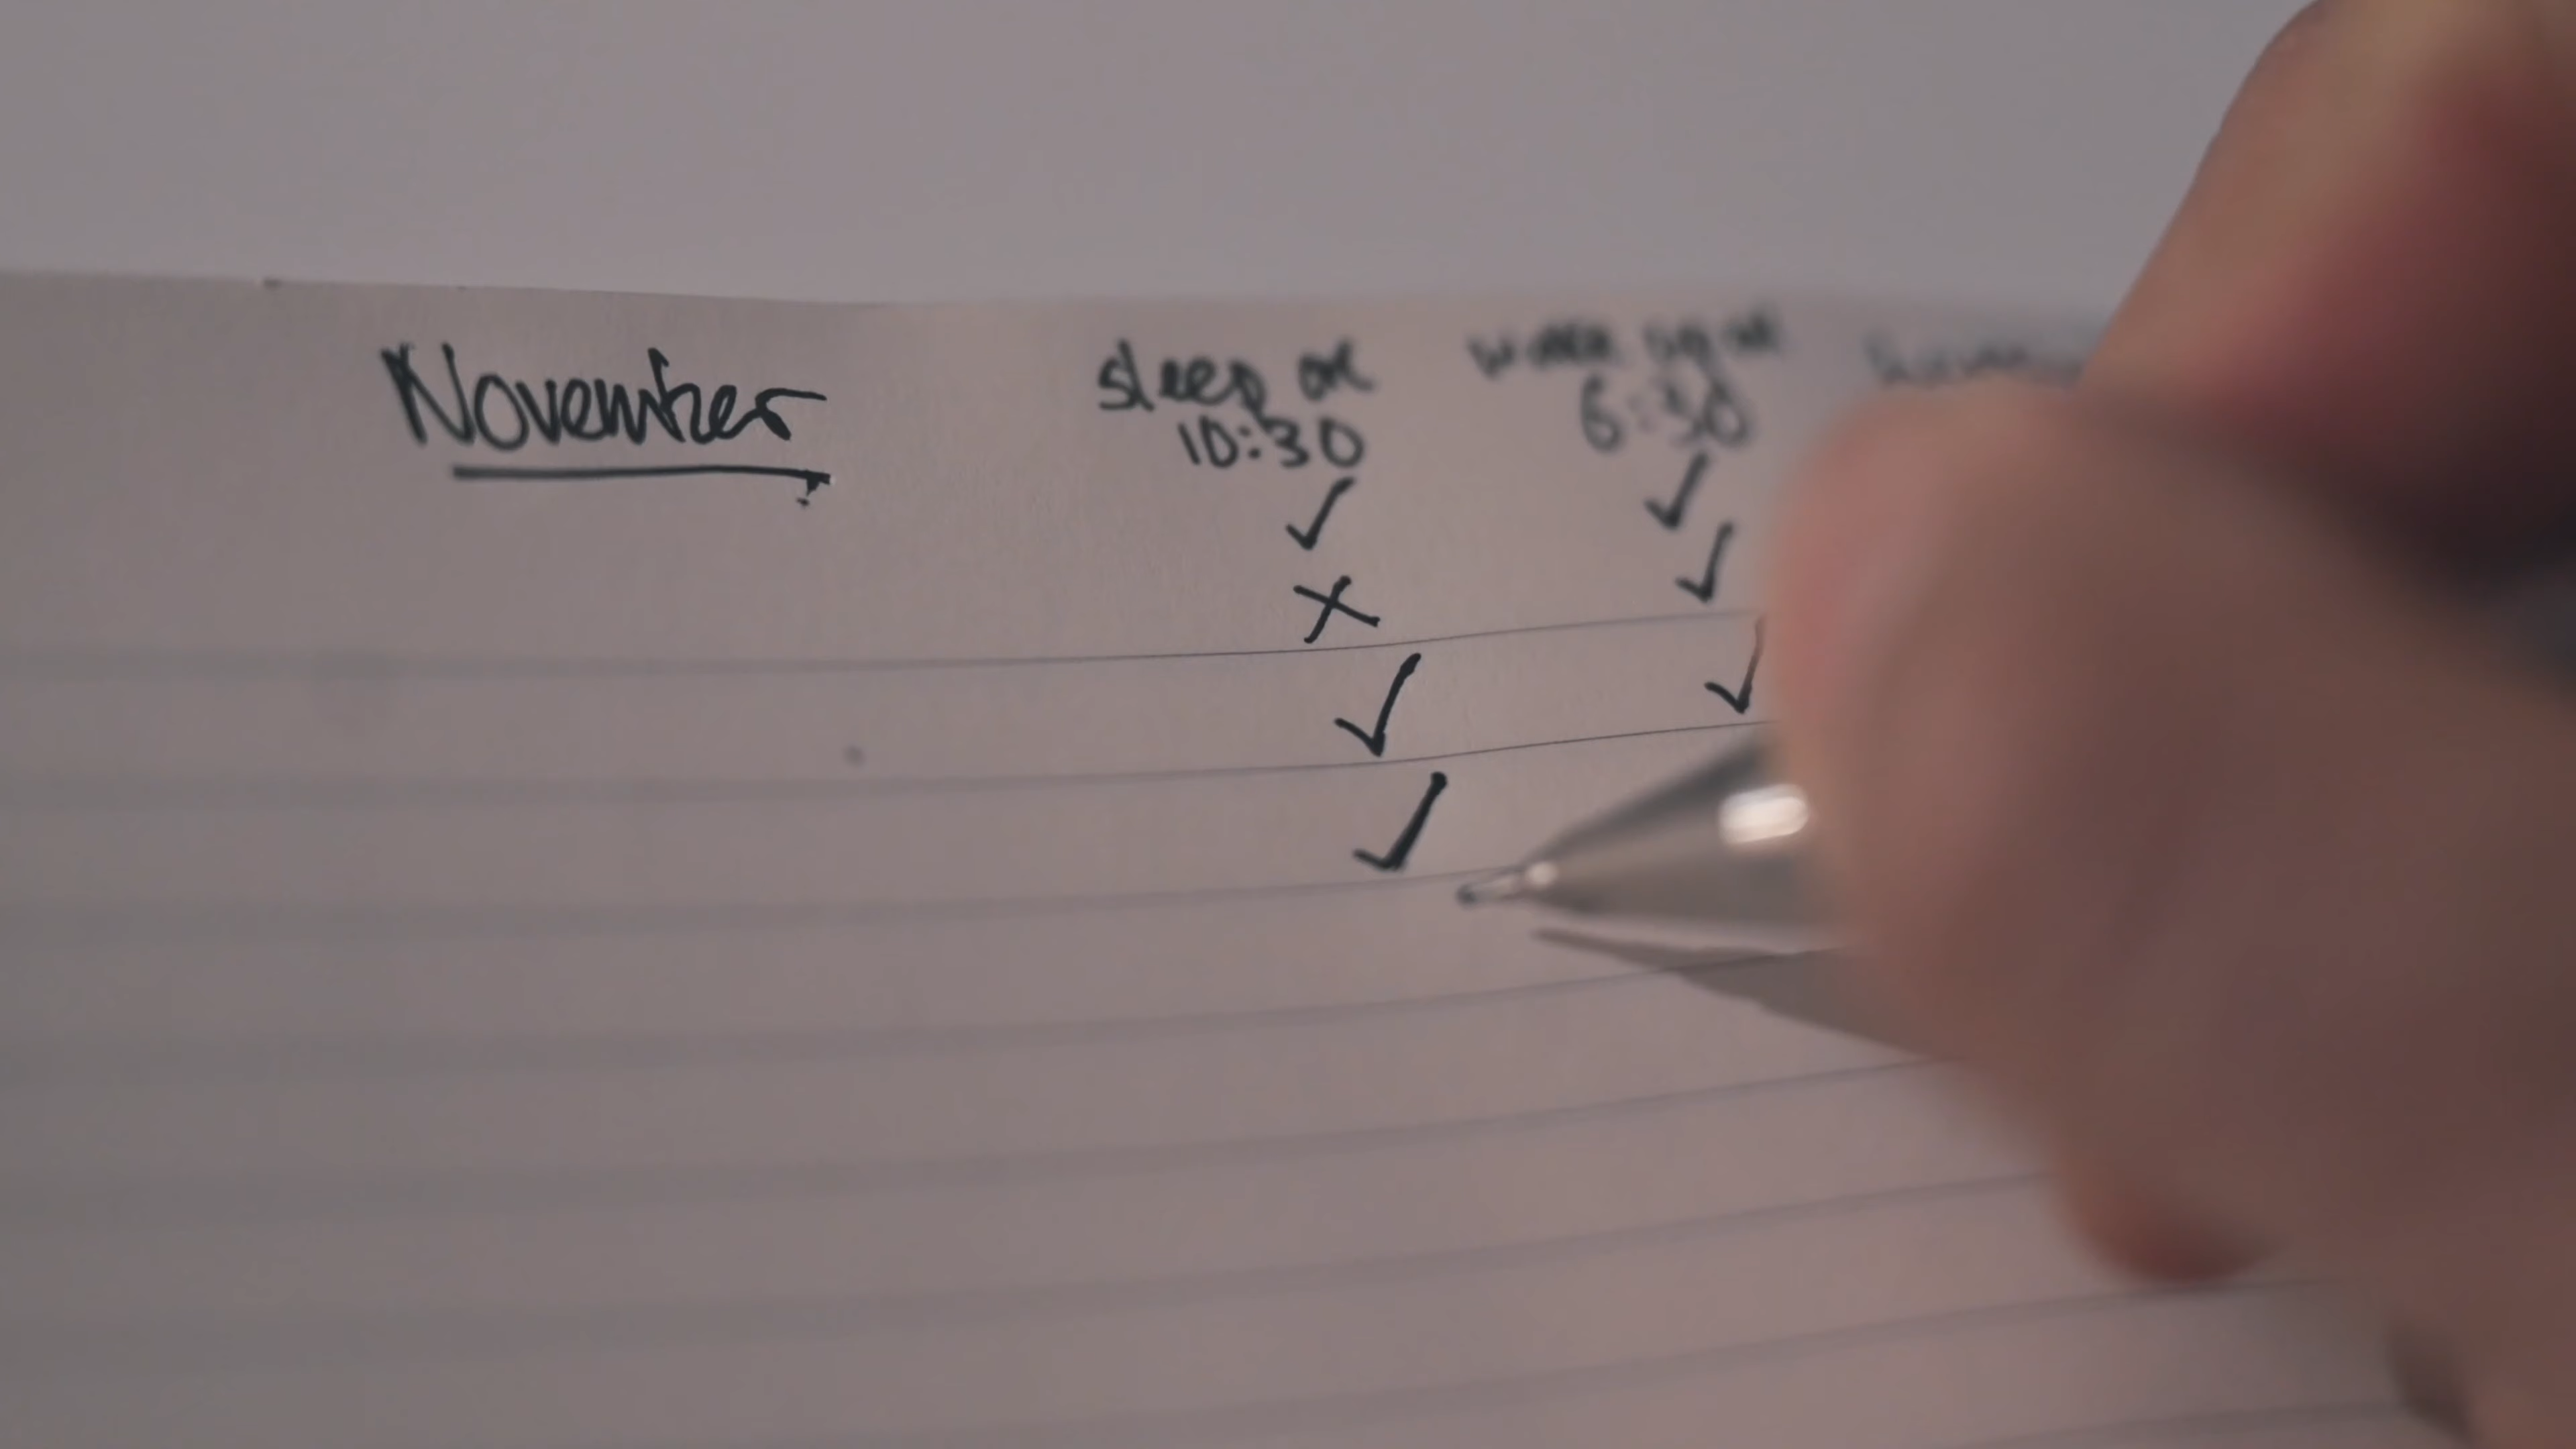 November
sleep at
10:30
wake up at
6:30
✓ ✓
✗ ✓
✓ ✓
✓